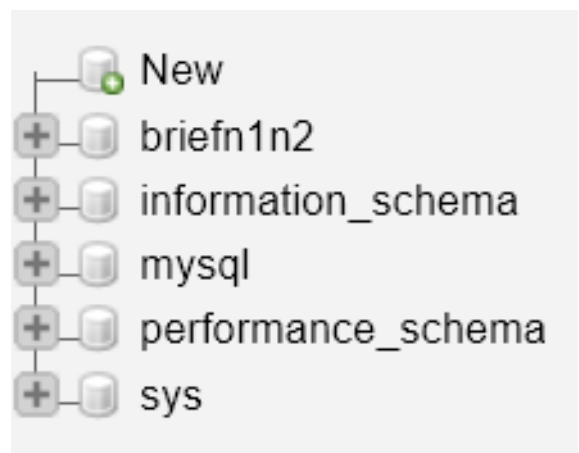 New
briefn1n2
information_schema
mysql
performance_schema
sys